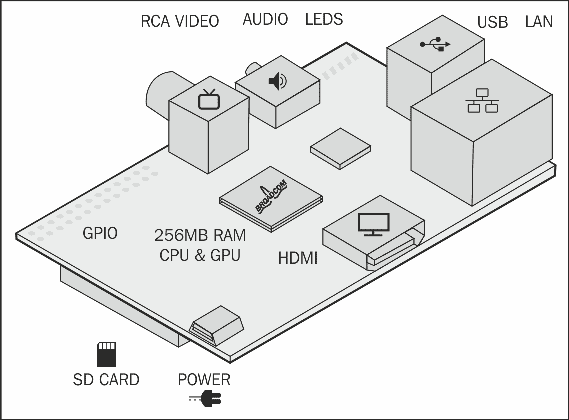 RCA VIDEO
AUDIO
LEDS
USB
LAN
BROADCOM
GPIO
256MB RAM
CPU & GPU
HDMI
SD CARD
POWER